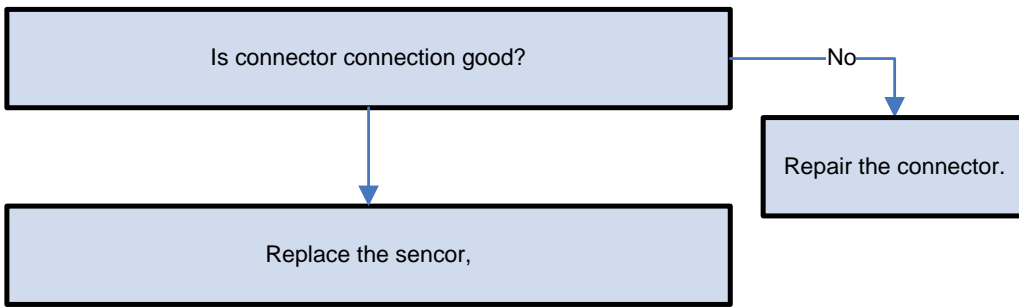 Is connector connection good?
No
Repair the connector.
Replace the sencor,